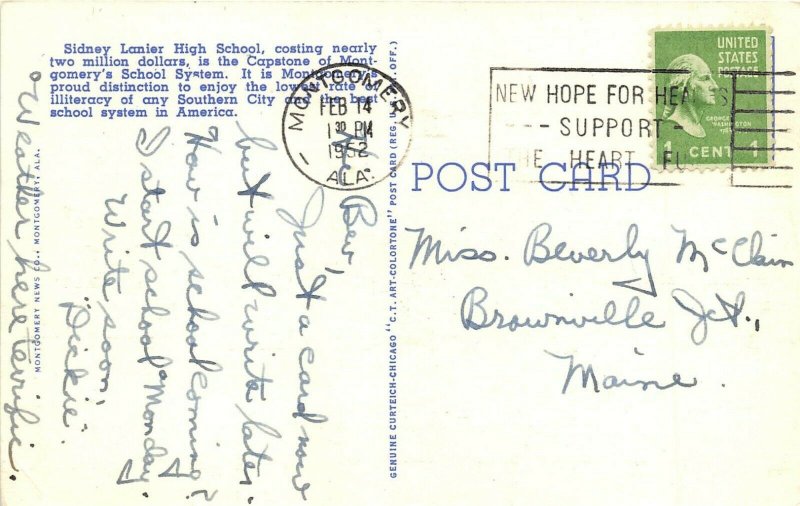 Sidney Lanier High School, costing nearly
two million dollars, is the Capstone of Mont-
gomery's School System. It is Montgomery's
proud distinction to enjoy the lowest rate of
illiteracy of any Southern City and the best
school system in America.
MONTGOMERY
FEB 14
1 30 PM
1952
ALA.
NEW HOPE FOR HEARTS
--- SUPPORT -
THE HEART FU
UNITED
STATES
POSTAGE
GEORGE
WASHINGTON
1 CENT 1
POST CARD
Bev,
Just a card now
but will write later.
How is school coming?
I start school Monday.
Write soon,
"Dickie".
Weather here terrific.
Miss. Beverly McClain
Brownville Jct.,
Maine.
MONTGOMERY NEWS CO., MONTGOMERY, ALA.
GENUINE CURTEICH-CHICAGO "C. T. ART-COLORTONE" POST CARD (REG. U. S. PAT. OFF.)